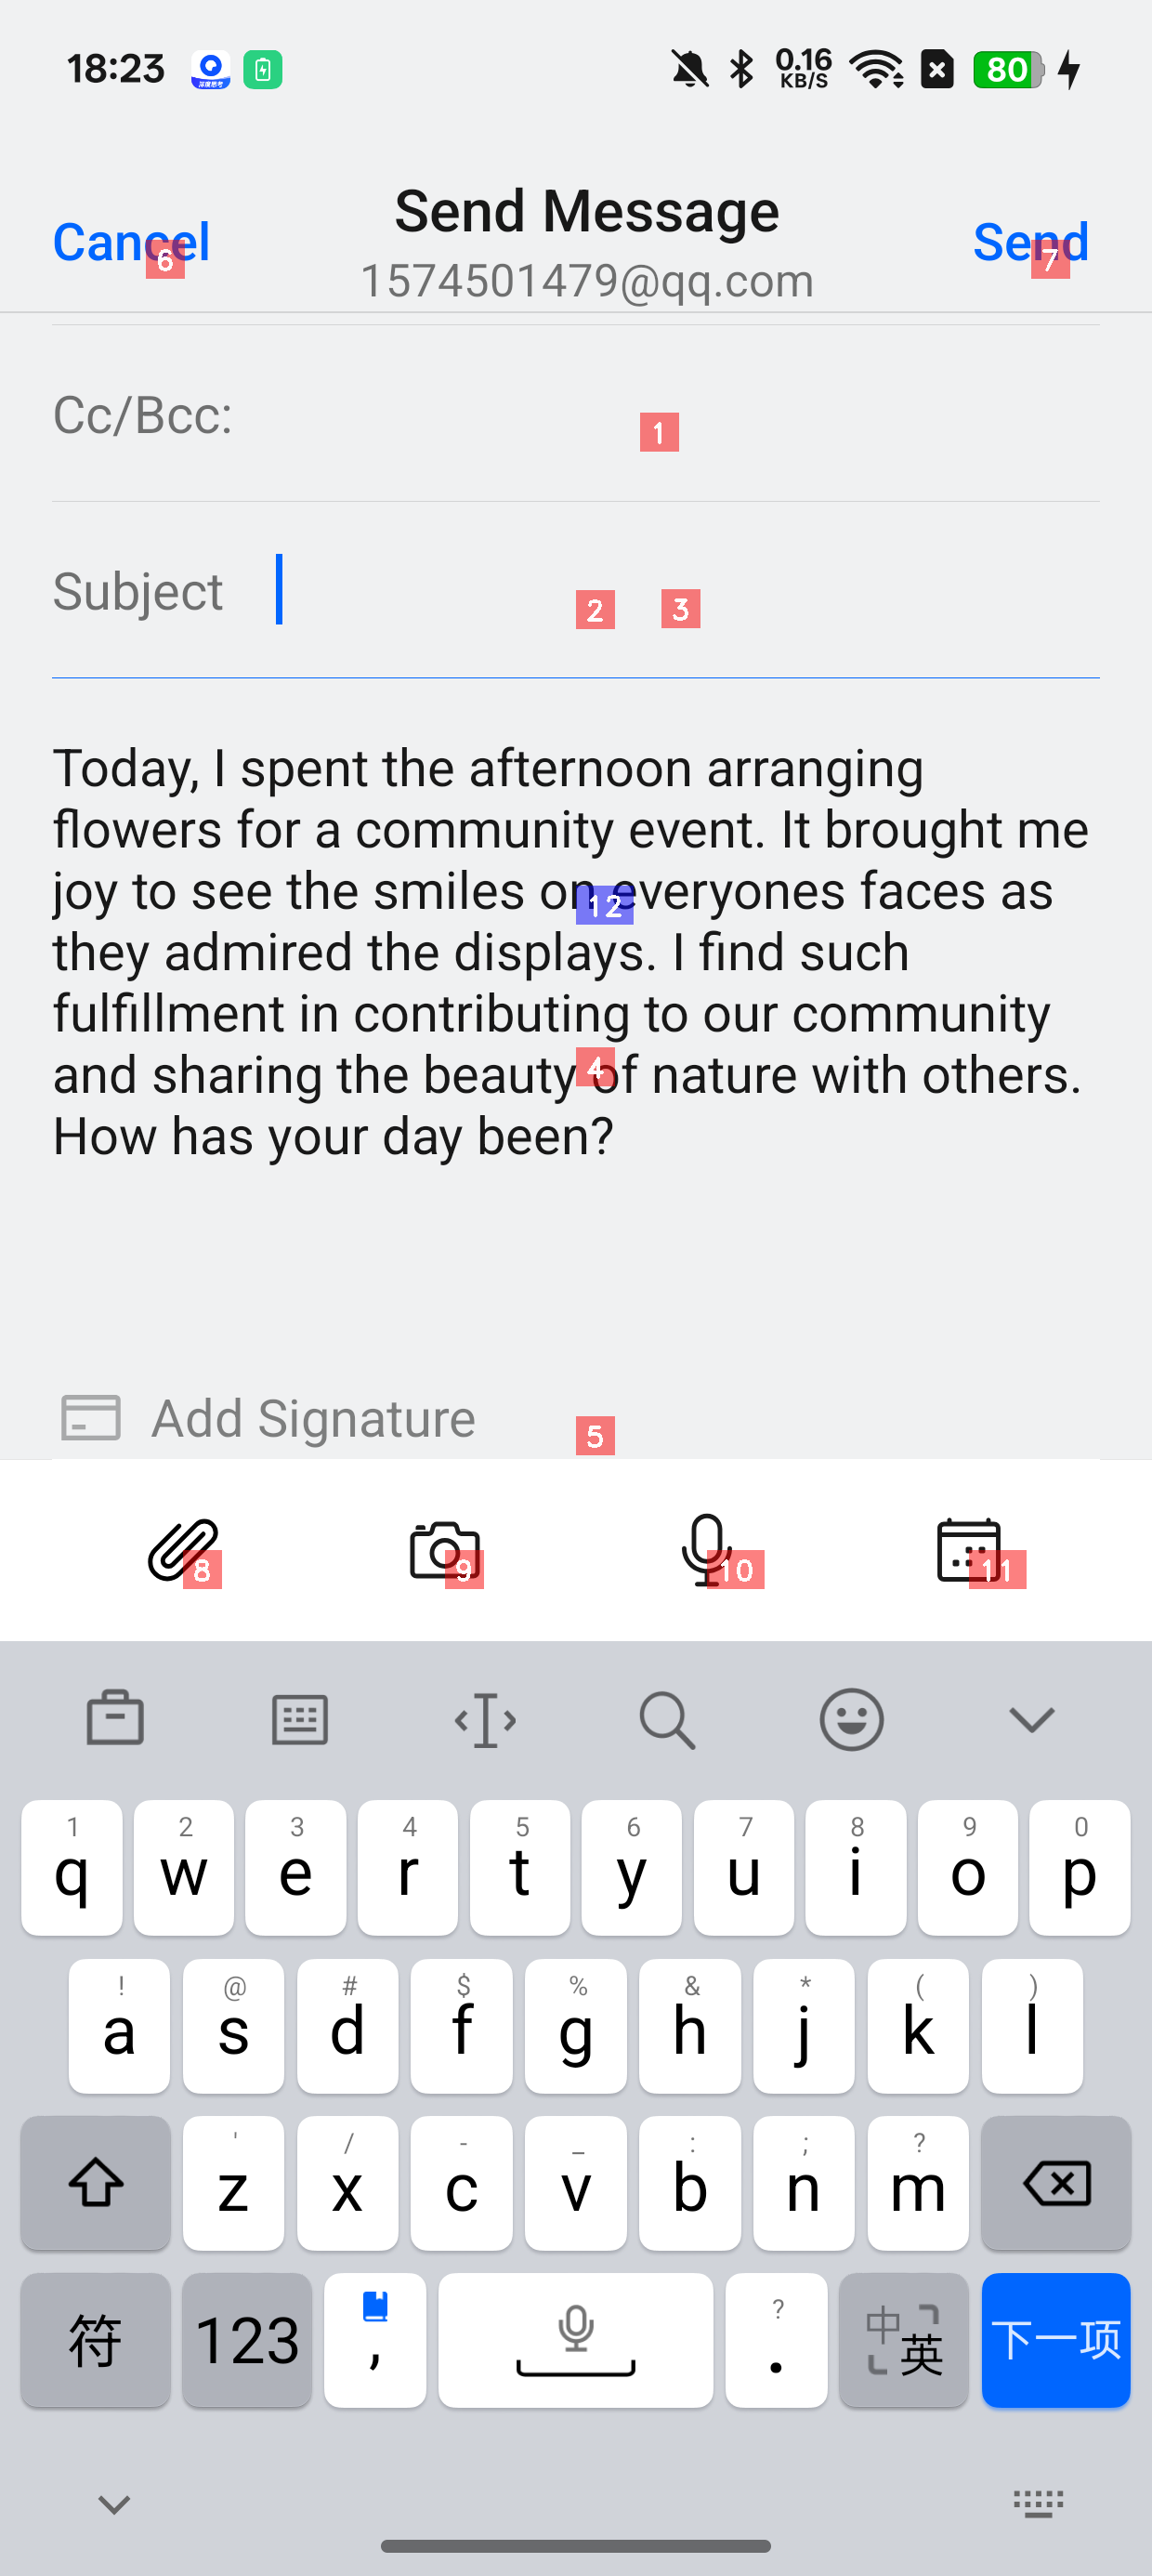 18:23
深度思考
0.16
KB/S
80
Cancel
Send Message
Send
6
7
1574501479@qq.com
Cc/Bcc:
1
Subject
2
3
Today, I spent the afternoon arranging
flowers for a community event. It brought me
joy to see the smiles on everyones faces as
12
they admired the displays. I find such
fulfillment in contributing to our community
and sharing the beauty of nature with others.
4
How has your day been?
Add Signature
5
8
9
10
11
1 2 3 4 5 6 7 8 9 0
q w e r t y u i o p
! @ # $ % & * ( )
a s d f g h j k l
' / - _ : ; ?
z x c v b n m
符 123 , ? . 中 英 下一项